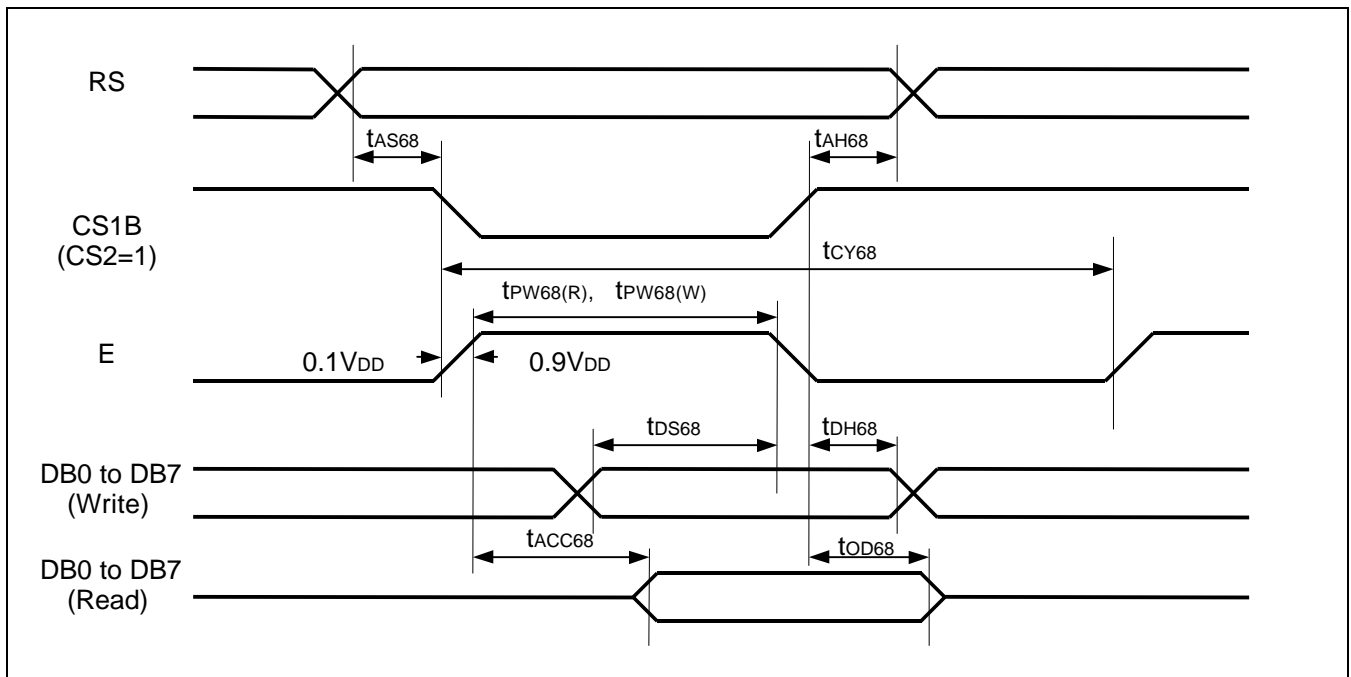 RS
tAS68
tAH68
CS1B
(CS2=1)
tCY68
tPW68(R), tPW68(W)
E
0.1VDD
0.9VDD
tDS68
tDH68
DB0 to DB7
(Write)
tACC68
tOD68
DB0 to DB7
(Read)